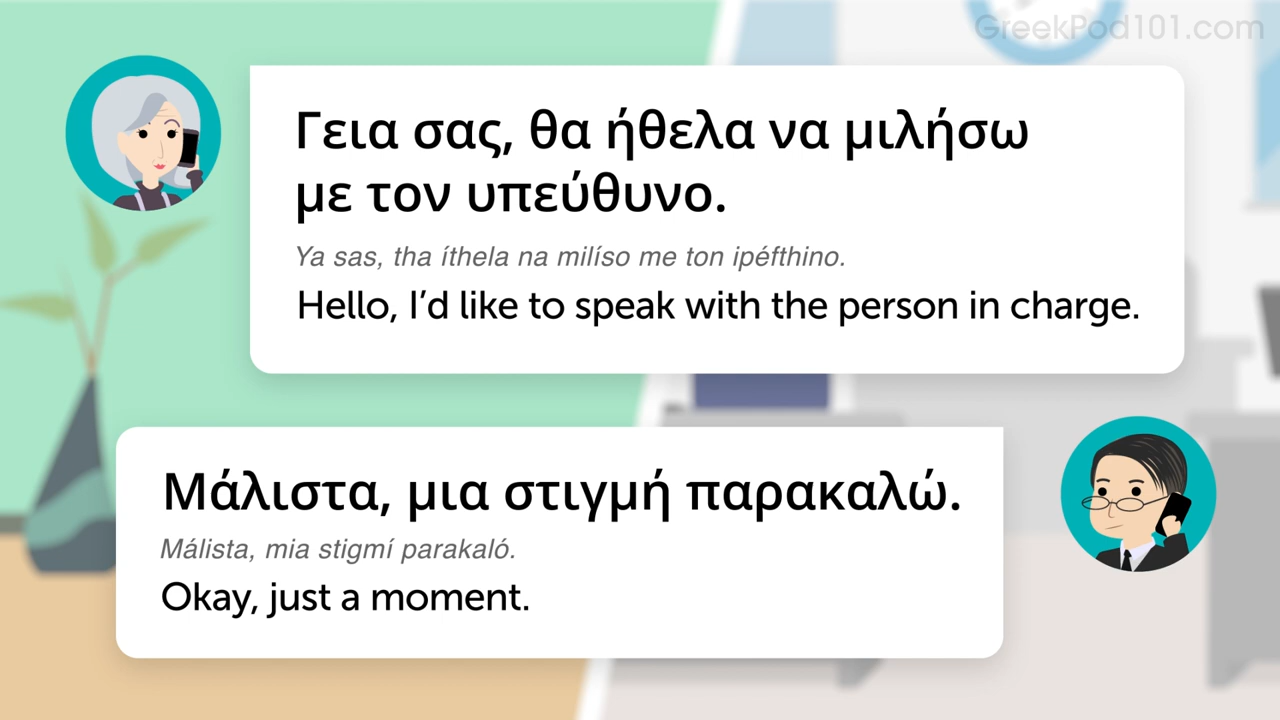 GreekPod101.com
Γεια σας, θα ήθελα να μιλήσω
με τον υπεύθυνο.
Ya sas, tha íthela na milíso me ton ipéfthino.
Hello, I’d like to speak with the person in charge.
Μάλιστα, μια στιγμή παρακαλώ.
Málista, mia stigmí parakaló.
Okay, just a moment.